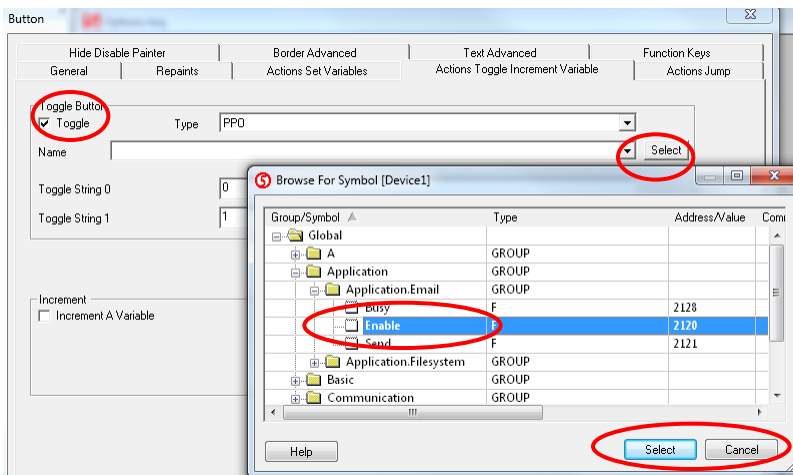 Button
Hide Disable Painter Border Advanced Text Advanced Function Keys
General Repaints Actions Set Variables Actions Toggle Increment Variable Actions Jump
Toggle Button
Toggle Type PPO
Name Select
Toggle String 0 0
Toggle String 1 1
Increment
Increment A Variable
Browse For Symbol [Device1]
Group/Symbol Type Address/Value Comm
Global
A GROUP
Application GROUP
Application.Email GROUP
Busy F 2128
Enable F 2120
Send F 2121
Application.Filesystem GROUP
Basic GROUP
Communication GROUP
Help Select Cancel